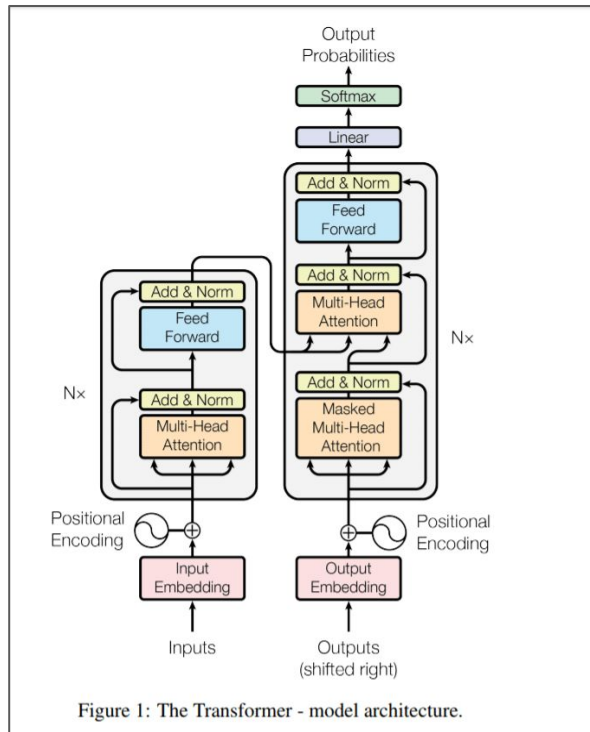 Output
Probabilities
Softmax
Linear
Add & Norm
Feed
Forward
Add & Norm
Multi-Head
Attention
Add & Norm
Masked
Multi-Head
Attention
N×
Add & Norm
Feed
Forward
Add & Norm
Multi-Head
Attention
N×
Positional
Encoding
Positional
Encoding
Input
Embedding
Output
Embedding
Inputs
Outputs
(shifted right)
Figure 1: The Transformer - model architecture.